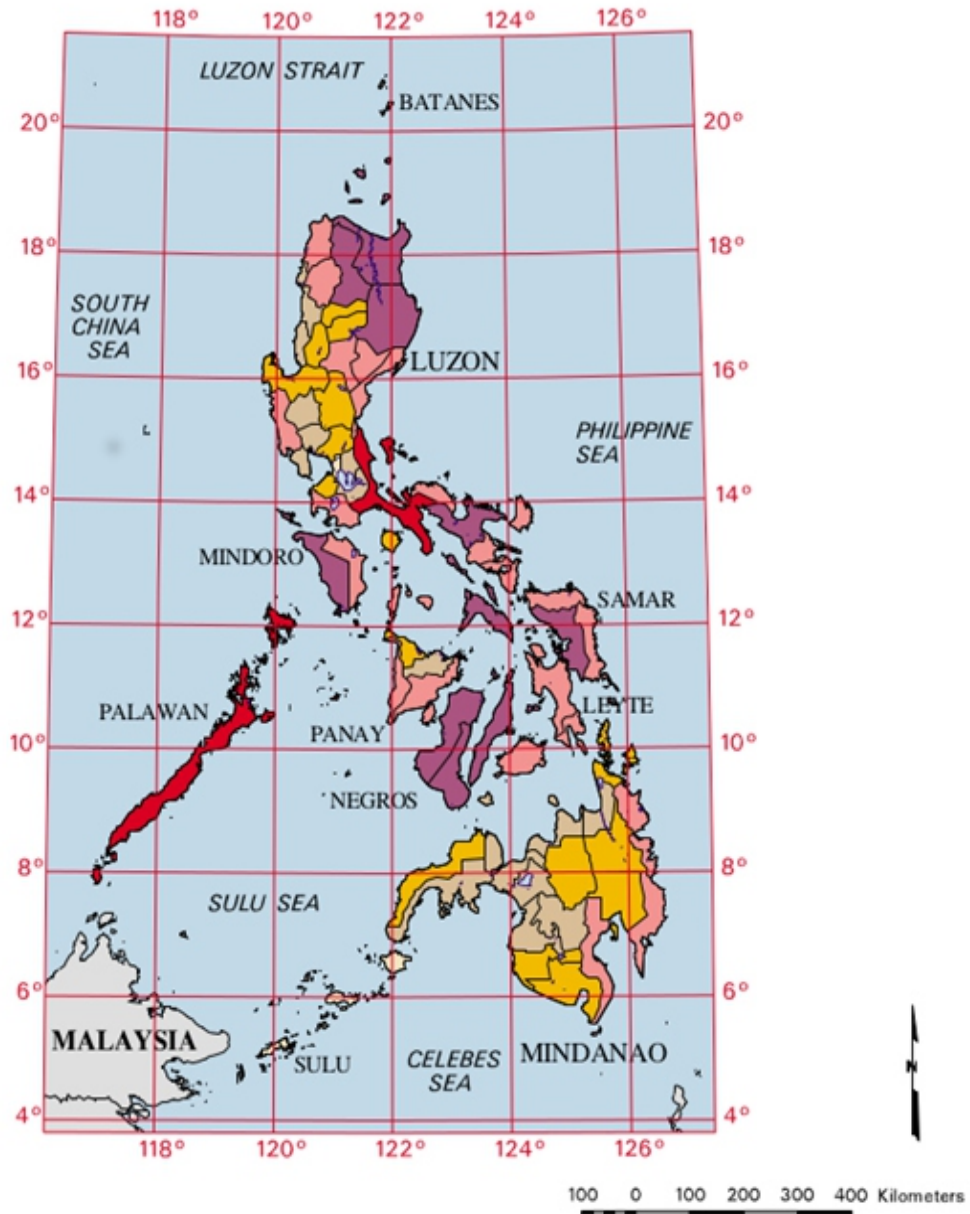 118° 120° 122° 124° 126°
LUZON STRAIT
BATANES
20° 20°
18° 18°
SOUTH
CHINA
SEA
LUZON
16° 16°
PHILIPPINE
SEA
14° 14°
MINDORO
SAMAR
12° 12°
PALAWAN
LEYTE
PANAY
10° 10°
NEGROS
8° 8°
SULU SEA
6° 6°
MALAYSIA
SULU
CELEBES
SEA
MINDANAO
N
4° 4°
118° 120° 122° 124° 126°
100 0 100 200 300 400 Kilometers